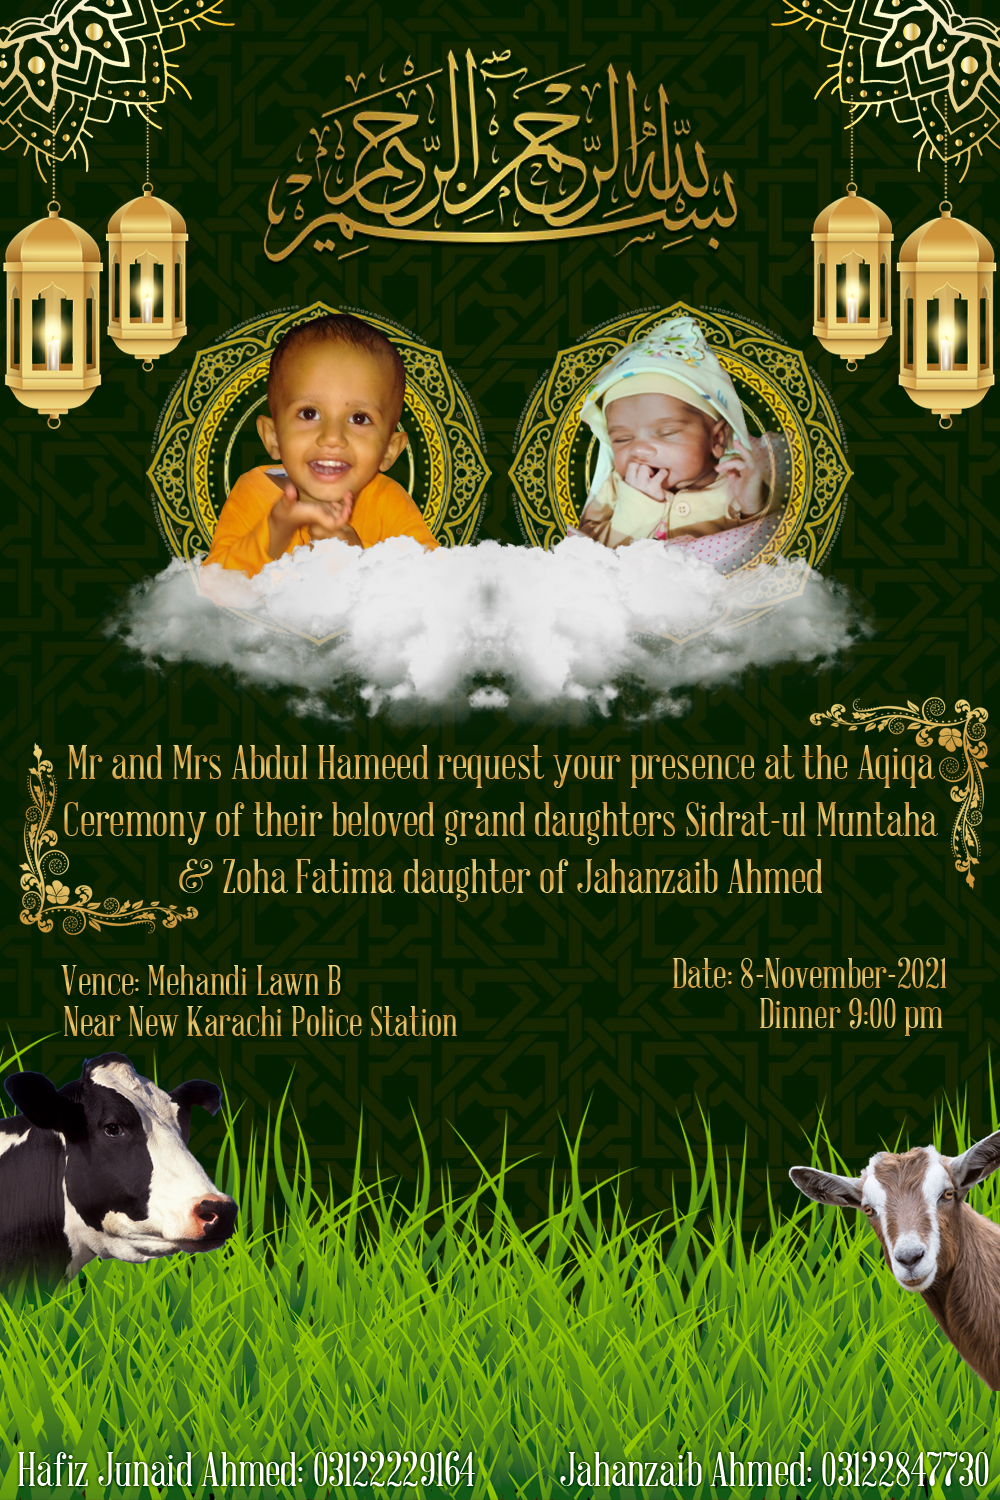 بسم الله الرحمن الرحيم
Mr and Mrs Abdul Hameed request your presence at the Aqiqa
Ceremony of their beloved grand daughters Sidrat-ul Muntaha
& Zoha Fatima daughter of Jahanzaib Ahmed
Vence: Mehandi Lawn B
Near New Karachi Police Station
Date: 8-November-2021
Dinner 9:00 pm
Hafiz Junaid Ahmed: 03122229164
Jahanzaib Ahmed: 03122847730